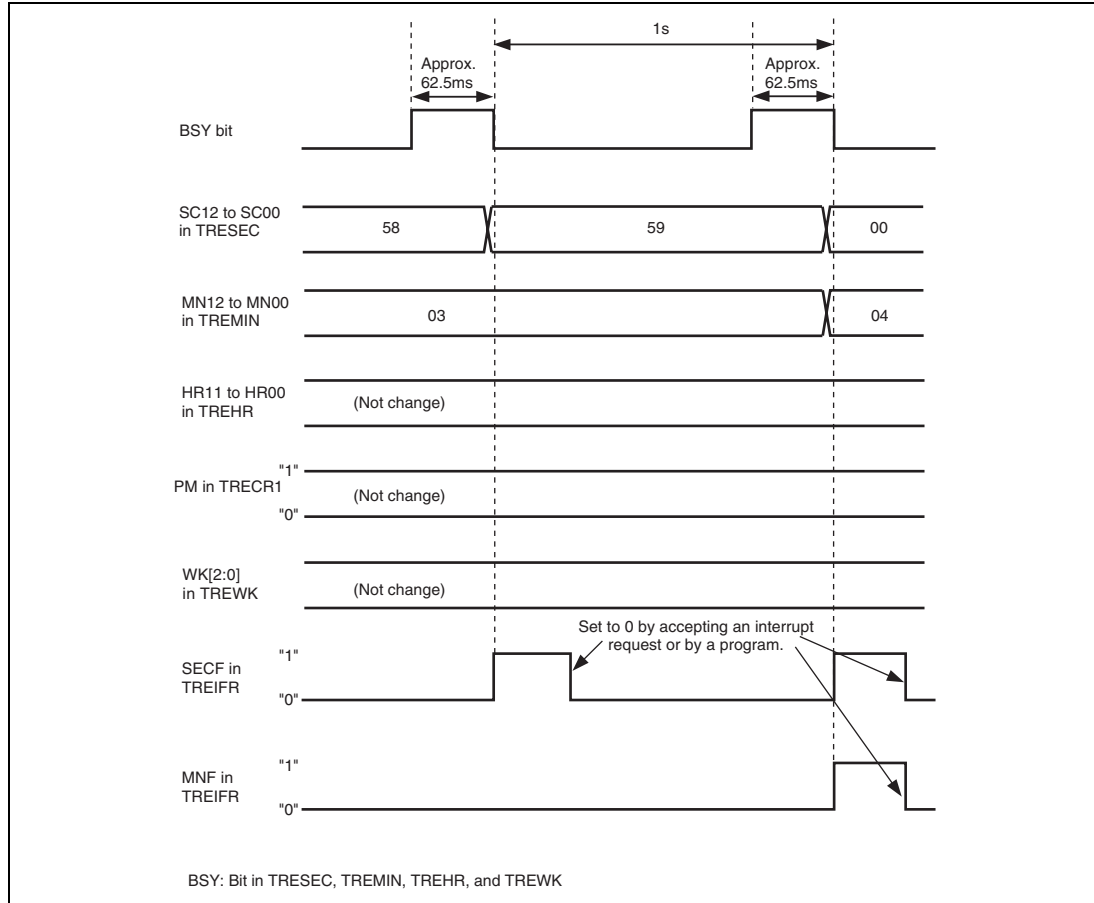 1s
Approx.
62.5ms
Approx.
62.5ms
BSY bit
SC12 to SC00
in TRESEC
58
59
00
MN12 to MN00
in TREMIN
03
04
HR11 to HR00
in TREHR
(Not change)
"1"
PM in TRECR1
(Not change)
"0"
WK[2:0]
in TREWK
(Not change)
Set to 0 by accepting an interrupt
request or by a program.
"1"
SECF in
TREIFR
"0"
"1"
MNF in
TREIFR
"0"
BSY: Bit in TRESEC, TREMIN, TREHR, and TREWK